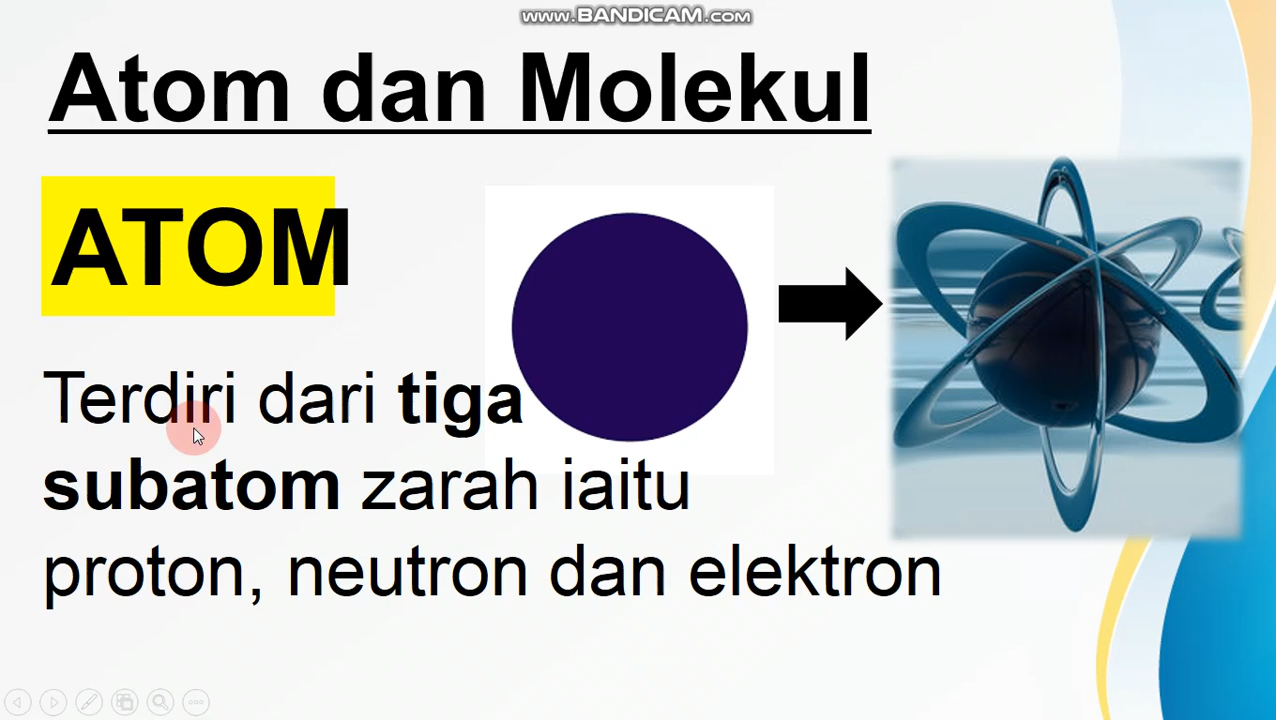 www.BANDICAM.com
Atom dan Molekul
ATOM
Terdiri dari tiga
subatom zarah iaitu
proton, neutron dan elektron